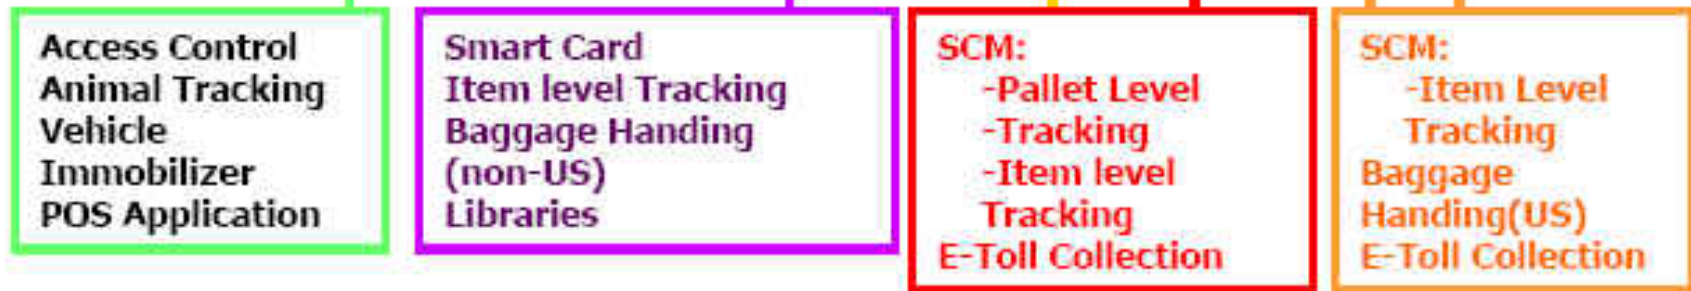 Access Control
Animal Tracking
Vehicle
Immobilizer
POS Application
Smart Card
Item level Tracking
Baggage Handing
(non-US)
Libraries
SCM:
-Pallet Level
-Tracking
-Item level
Tracking
E-Toll Collection
SCM:
-Item Level
Tracking
Baggage
Handing(US)
E-Toll Collection